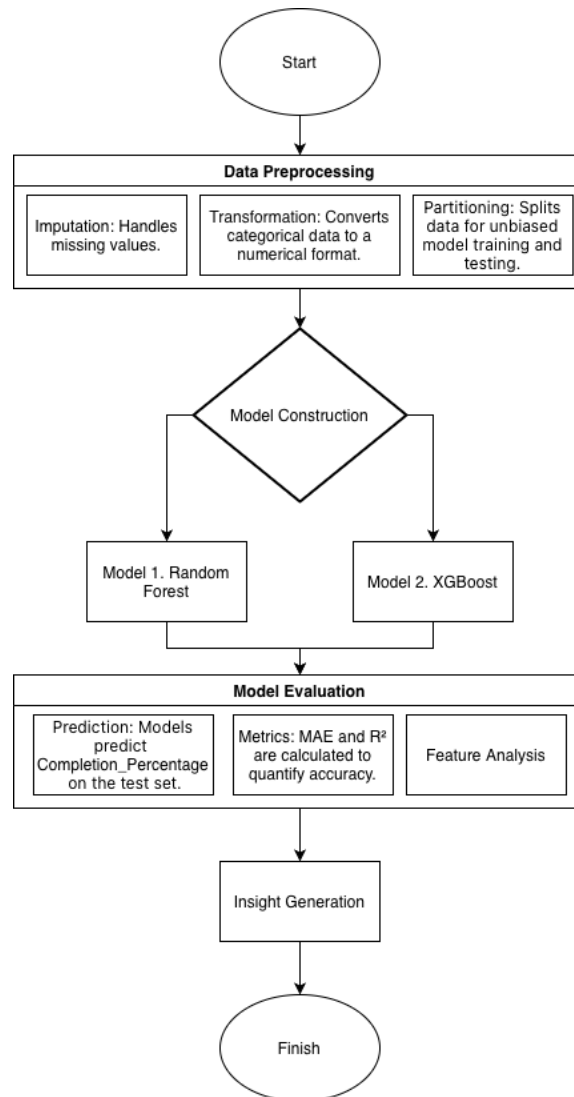 Start
Data Preprocessing
Imputation: Handles
missing values.
Transformation: Converts
categorical data to a
numerical format.
Partitioning: Splits
data for unbiased
model training and
testing.
Model Construction
Model 1. Random
Forest
Model 2. XGBoost
Model Evaluation
Prediction: Models
predict
Completion_Percentage
on the test set.
Metrics: MAE and R²
are calculated to
quantify accuracy.
Feature Analysis
Insight Generation
Finish